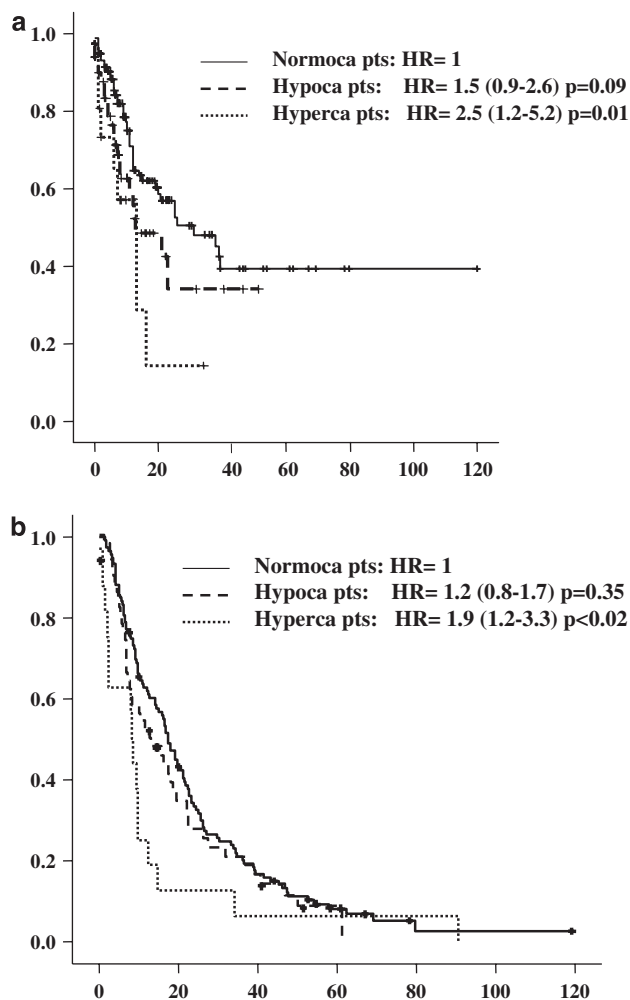 a
1.0
Normoca pts: HR= 1
Hypoca pts: HR= 1.5 (0.9-2.6) p=0.09
Hyperca pts: HR= 2.5 (1.2-5.2) p=0.01
0.8
0.6
0.4
0.2
0.0
0 20 40 60 80 100 120
b
1.0
Normoca pts: HR= 1
Hypoca pts: HR= 1.2 (0.8-1.7) p=0.35
Hyperca pts: HR= 1.9 (1.2-3.3) p<0.02
0.8
0.6
0.4
0.2
0.0
0 20 40 60 80 100 120